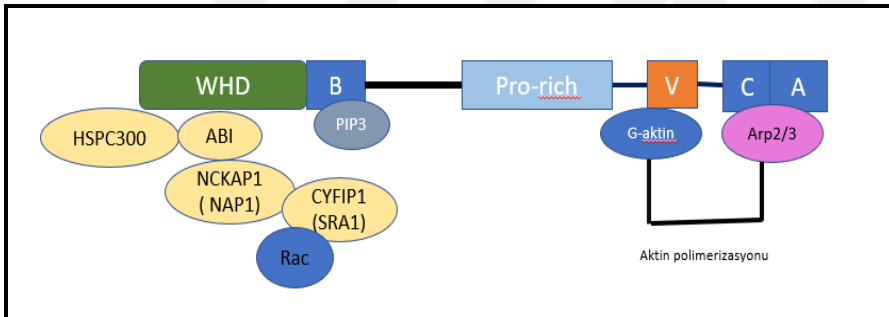 WHD
B
Pro-rich
V
C
A
HSPC300
ABI
PIP3
G-aktin
Arp2/3
NCKAP1
( NAP1)
CYFIP1
(SRA1)
Rac
Aktin polimerizasyonu